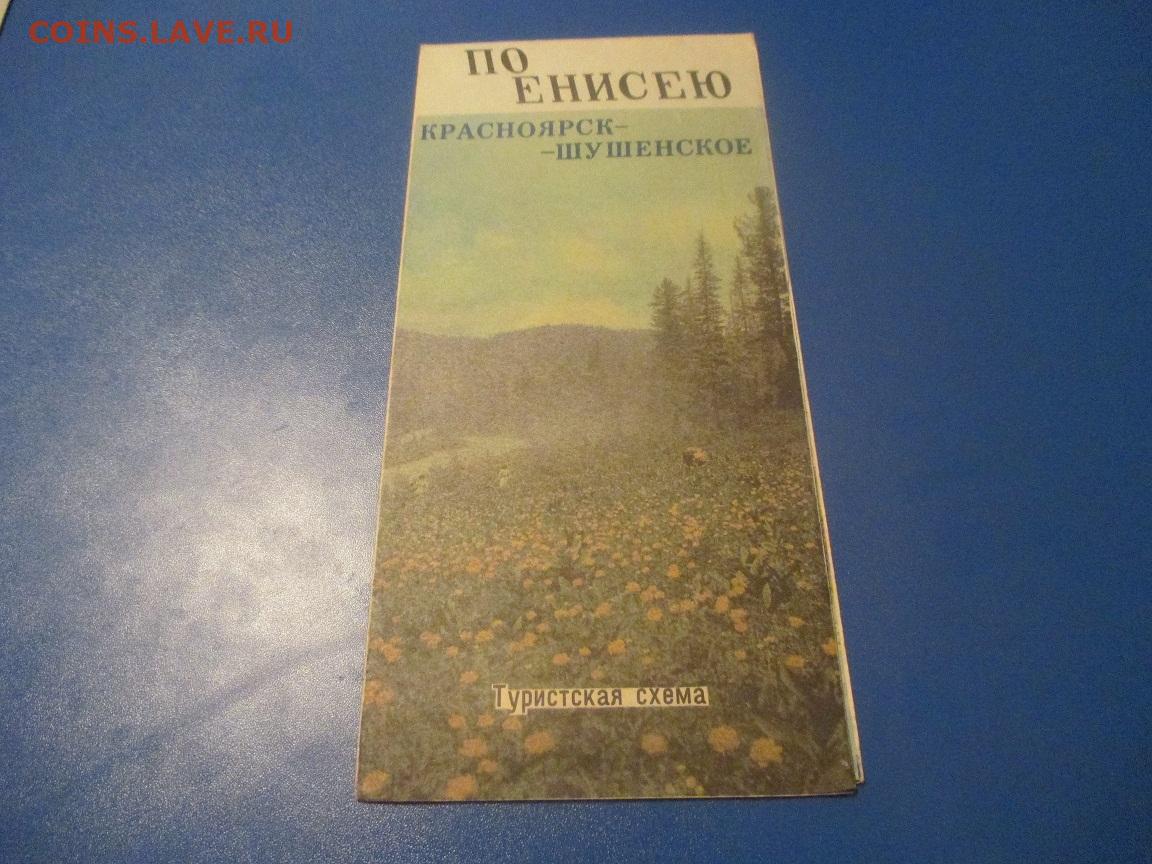 COINS.LAVE.RU
ПО
ЕНИСЕЮ
КРАСНОЯРСК-
-ШУШЕНСКОЕ
Туристская схема